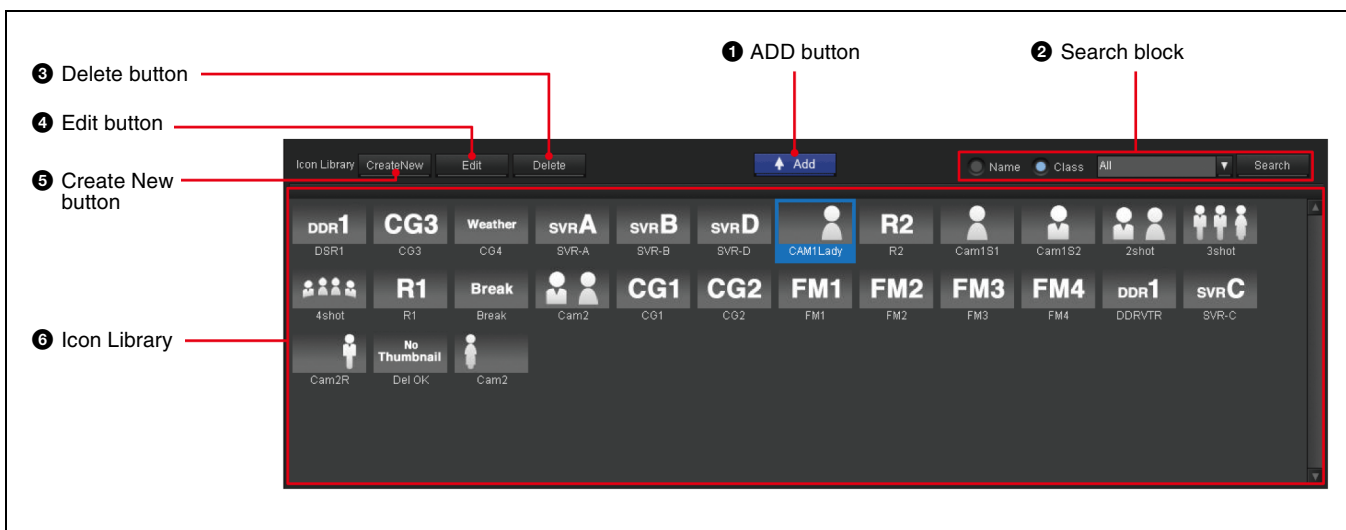 ❶ ADD button
❷ Search block
❸ Delete button
❹ Edit button
❺ Create New
button
❻ Icon Library
Icon Library CreateNew Edit Delete Add Name Class All Search
DDR1 CG3 Weather SVRA SVRB SVRD R2
DSR1 CG3 CG4 SVR-A SVR-B SVR-D CAM1Lady R2 Cam1S1 Cam1S2 2shot 3shot
R1 Break CG1 CG2 FM1 FM2 FM3 FM4 DDR1 SVRC
4shot R1 Break Cam2 CG1 CG2 FM1 FM2 FM3 FM4 DDRVTR SVR-C
No
Thumbnail
Cam2R Del OK Cam2